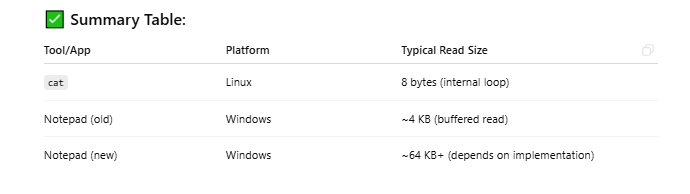 ✅ Summary Table:
Tool/App Platform Typical Read Size
cat Linux 8 bytes (internal loop)
Notepad (old) Windows ~4 KB (buffered read)
Notepad (new) Windows ~64 KB+ (depends on implementation)